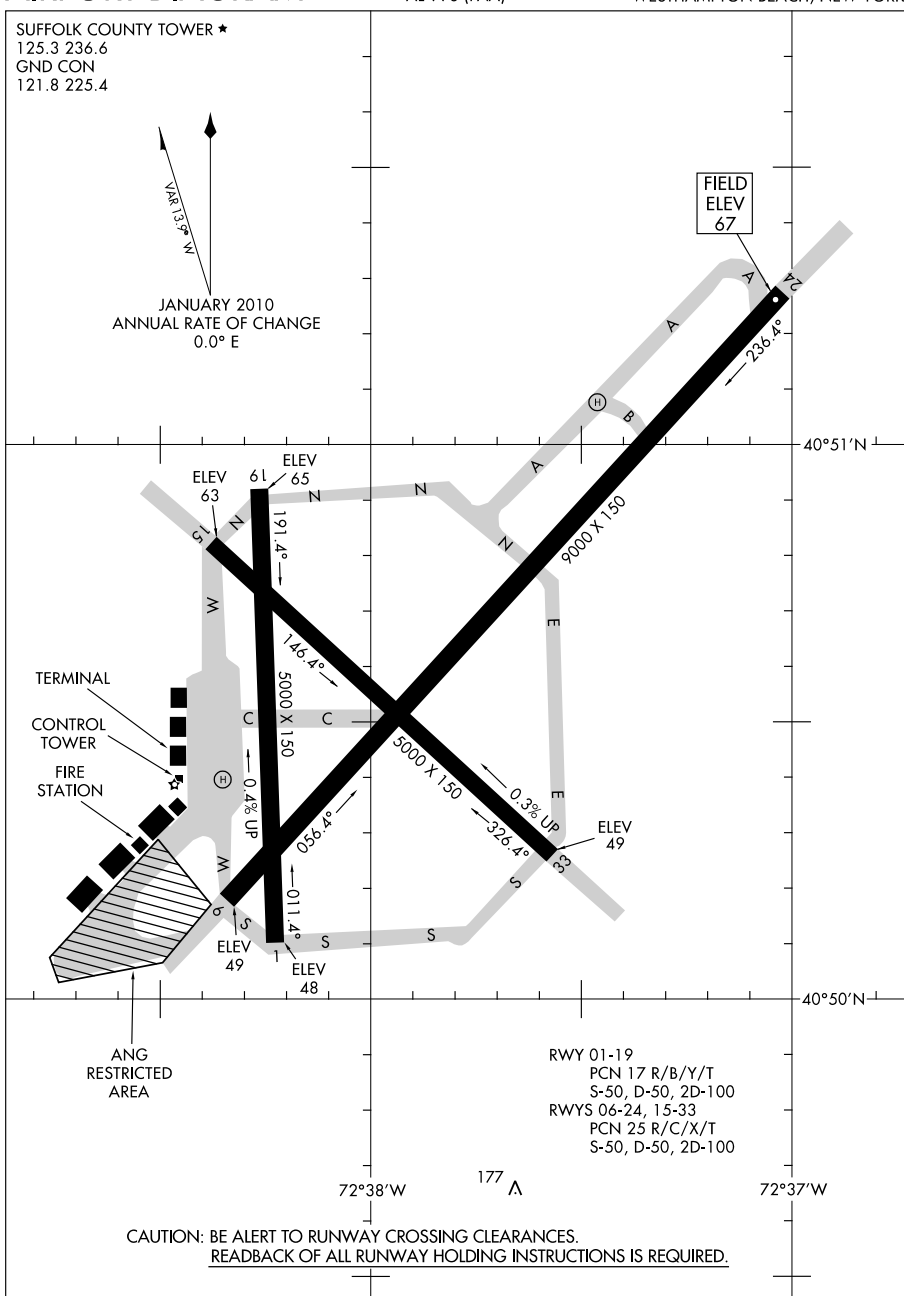 SUFFOLK COUNTY TOWER ★
125.3 236.6
GND CON
121.8 225.4
VAR 13.9° W
JANUARY 2010
ANNUAL RATE OF CHANGE
0.0° E
FIELD
ELEV
67
24
A
236.4°
A
H
B
A
40°51'N
ELEV
63
19
ELEV
65
N
N
N
15
N
191.4°
9000 X 150
W
E
146.4°
TERMINAL
5000 X 150
C
C
CONTROL
TOWER
5000 X 150
FIRE
STATION
H
0.4% UP
0.3% UP
E
056.4°
326.4°
ELEV
49
33
W
011.4°
S
6
S
S
S
ELEV
49
1
ELEV
48
40°50'N
ANG
RESTRICTED
AREA
RWY 01-19
PCN 17 R/B/Y/T
S-50, D-50, 2D-100
RWYS 06-24, 15-33
PCN 25 R/C/X/T
S-50, D-50, 2D-100
177
72°38'W
72°37'W
CAUTION: BE ALERT TO RUNWAY CROSSING CLEARANCES.
READBACK OF ALL RUNWAY HOLDING INSTRUCTIONS IS REQUIRED.